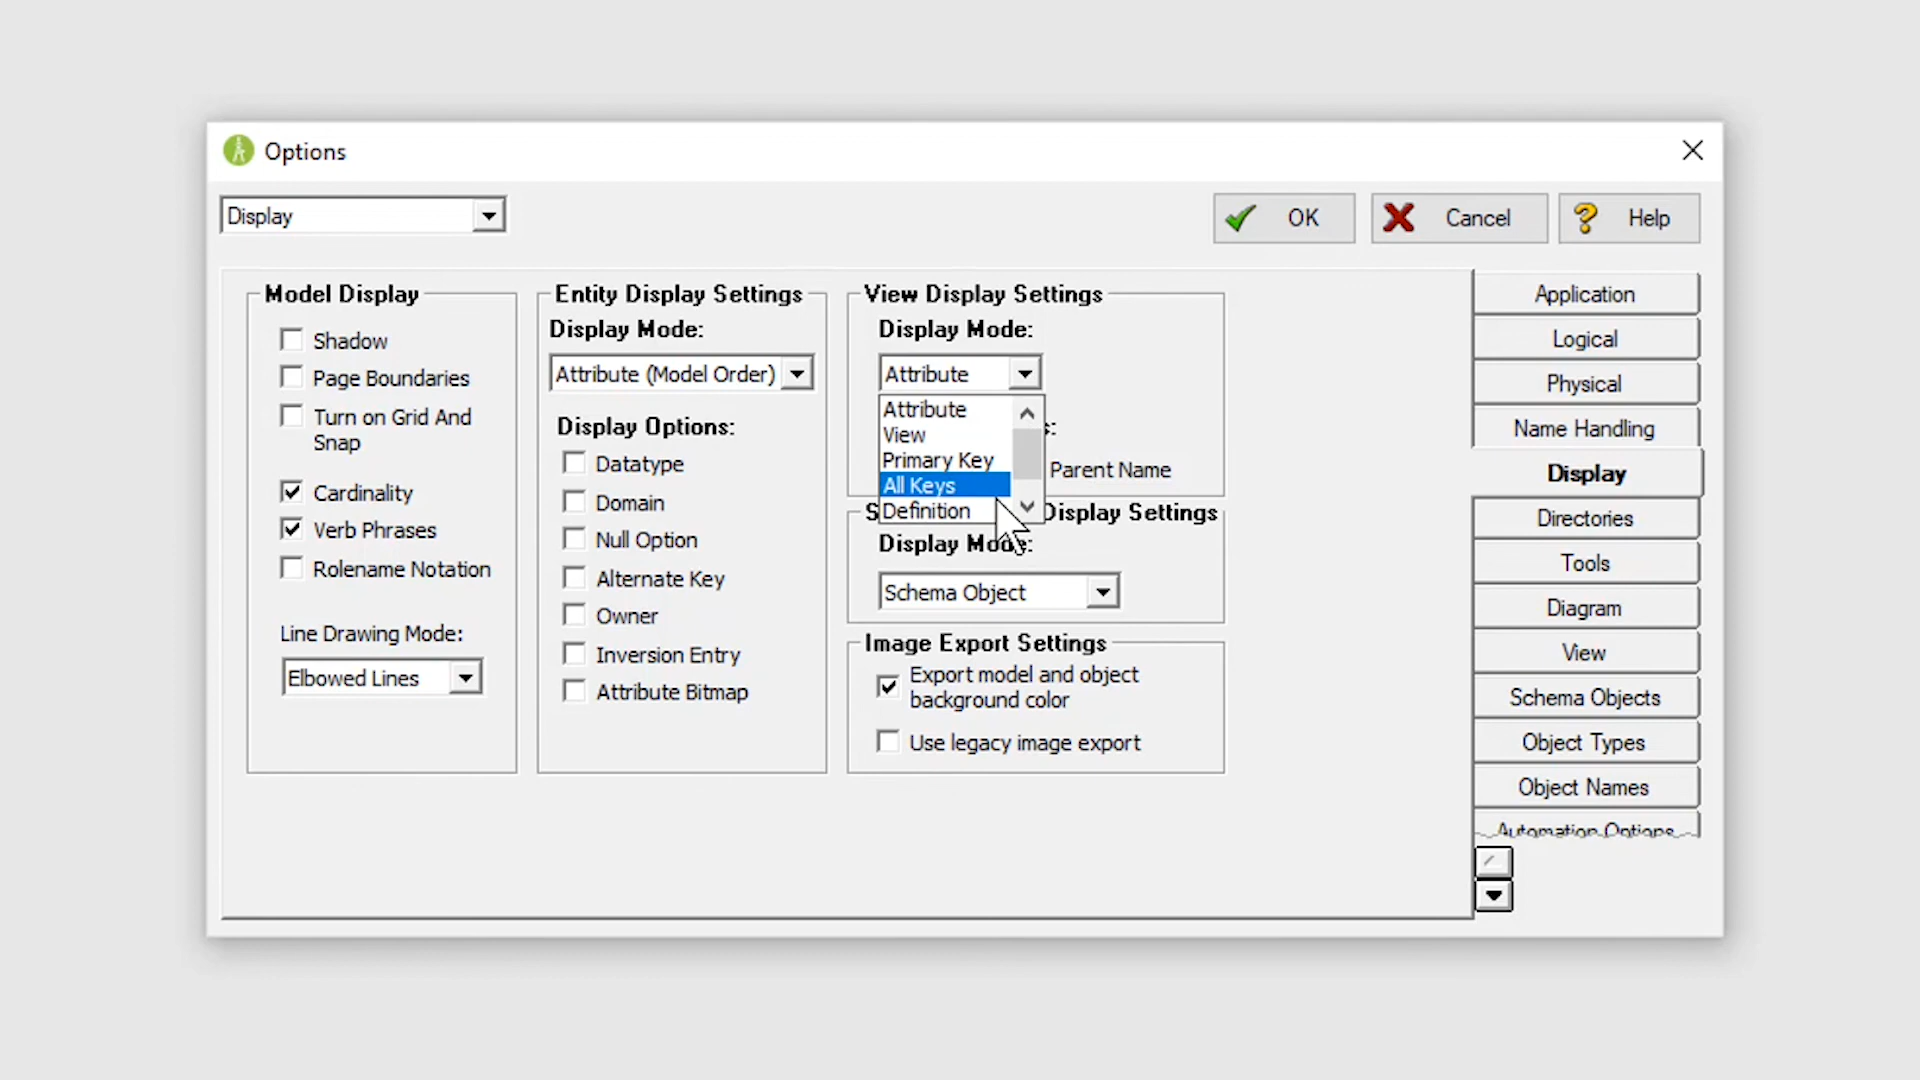 Options
Display
OK
Cancel
Help
Model Display
Shadow
Page Boundaries
Turn on Grid And
Snap
Cardinality
Verb Phrases
Rolename Notation
Line Drawing Mode:
Elbowed Lines
Entity Display Settings
Display Mode:
Attribute (Model Order)
Display Options:
Datatype
Domain
Null Option
Alternate Key
Owner
Inversion Entry
Attribute Bitmap
View Display Settings
Display Mode:
Attribute
Attribute
View
Primary Key
All Keys
Definition
Parent Name
Display Settings
Display Mode:
Schema Object
Image Export Settings
Export model and object
background color
Use legacy image export
Application
Logical
Physical
Name Handling
Display
Directories
Tools
Diagram
View
Schema Objects
Object Types
Object Names
Automation Options